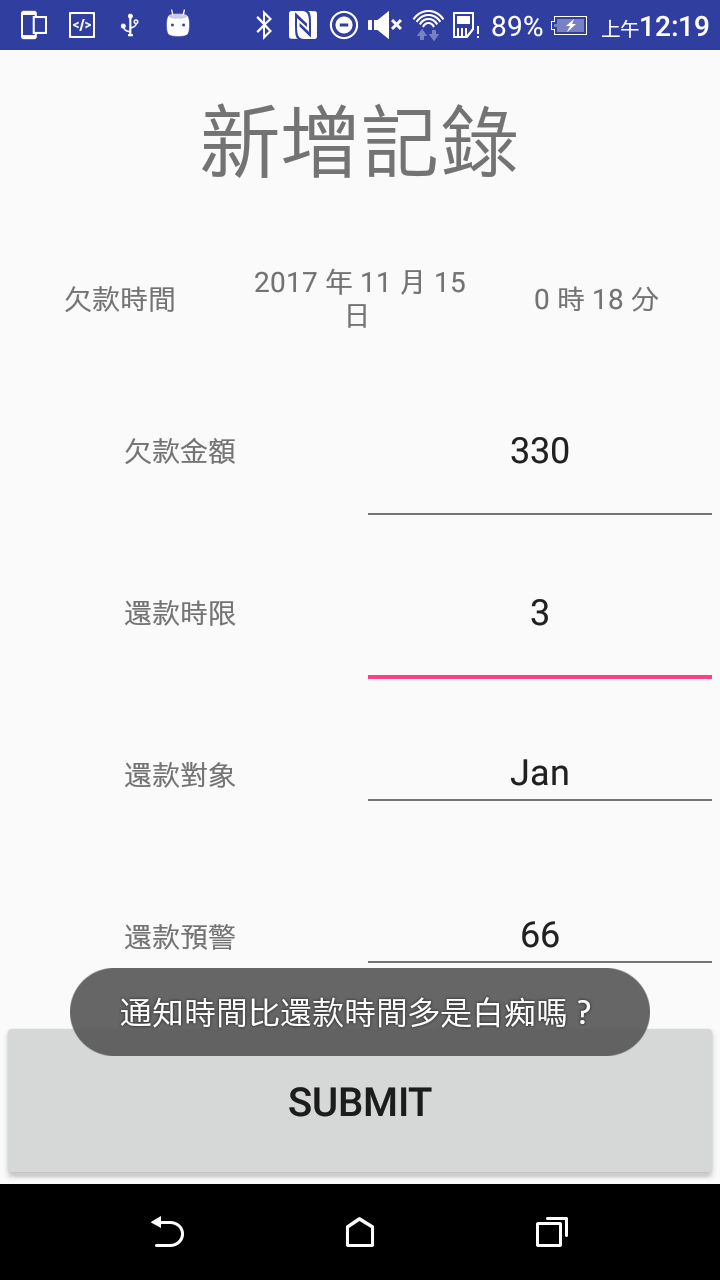 89% 上午12:19
新增記錄
欠款時間
2017 年 11 月 15
日
0 時 18 分
欠款金額
330
還款時限
3
還款對象
Jan
還款預警
66
通知時間比還款時間多是白痴嗎？
SUBMIT